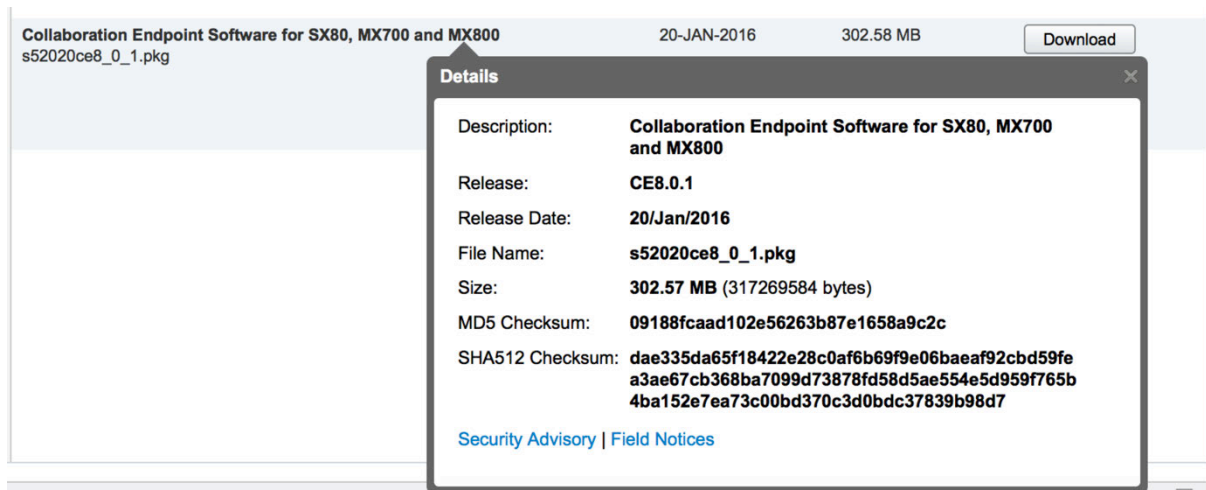 Collaboration Endpoint Software for SX80, MX700 and MX800 20-JAN-2016 302.58 MB Download
s52020ce8_0_1.pkg
Details
Description: Collaboration Endpoint Software for SX80, MX700
and MX800
Release: CE8.0.1
Release Date: 20/Jan/2016
File Name: s52020ce8_0_1.pkg
Size: 302.57 MB (317269584 bytes)
MD5 Checksum: 09188fcaad102e56263b87e1658a9c2c
SHA512 Checksum: dae335da65f18422e28c0af6b69f9e06baeaf92cbd59fe
a3ae67cb368ba7099d73878fd58d5ae554e5d959f765b
4ba152e7ea73c00bd370c3d0bdc37839b98d7
Security Advisory | Field Notices